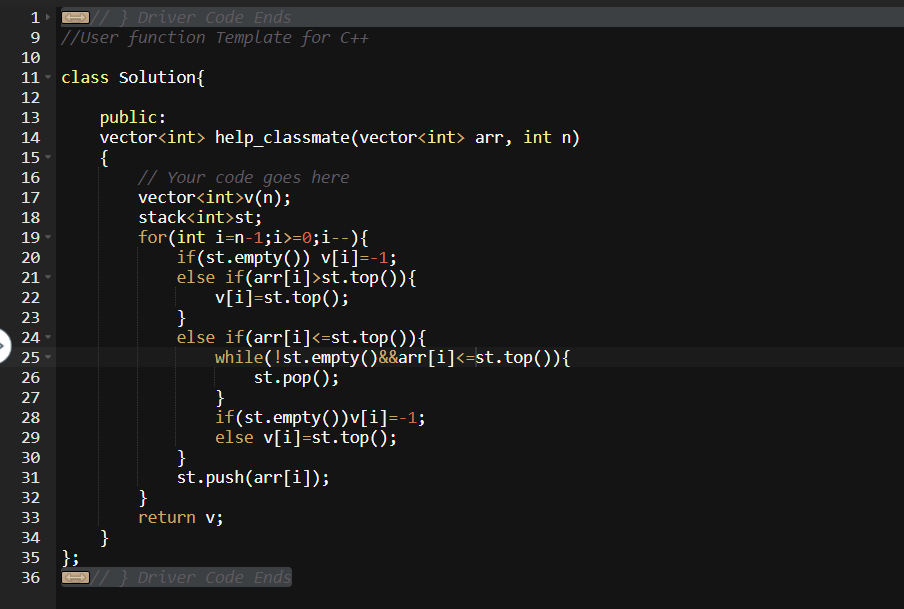 1 // } Driver Code Ends
9 //User function Template for C++
10
11 class Solution{
12
13     public:
14     vector<int> help_classmate(vector<int> arr, int n)
15     {
16         // Your code goes here
17         vector<int>v(n);
18         stack<int>st;
19         for(int i=n-1;i>=0;i--){
20             if(st.empty()) v[i]=-1;
21             else if(arr[i]>st.top()){
22                 v[i]=st.top();
23             }
24             else if(arr[i]<=st.top()){
25                 while(!st.empty()&&arr[i]<=st.top()){
26                     st.pop();
27                 }
28                 if(st.empty())v[i]=-1;
29                 else v[i]=st.top();
30             }
31             st.push(arr[i]);
32         }
33         return v;
34     }
35 };
36 // } Driver Code Ends